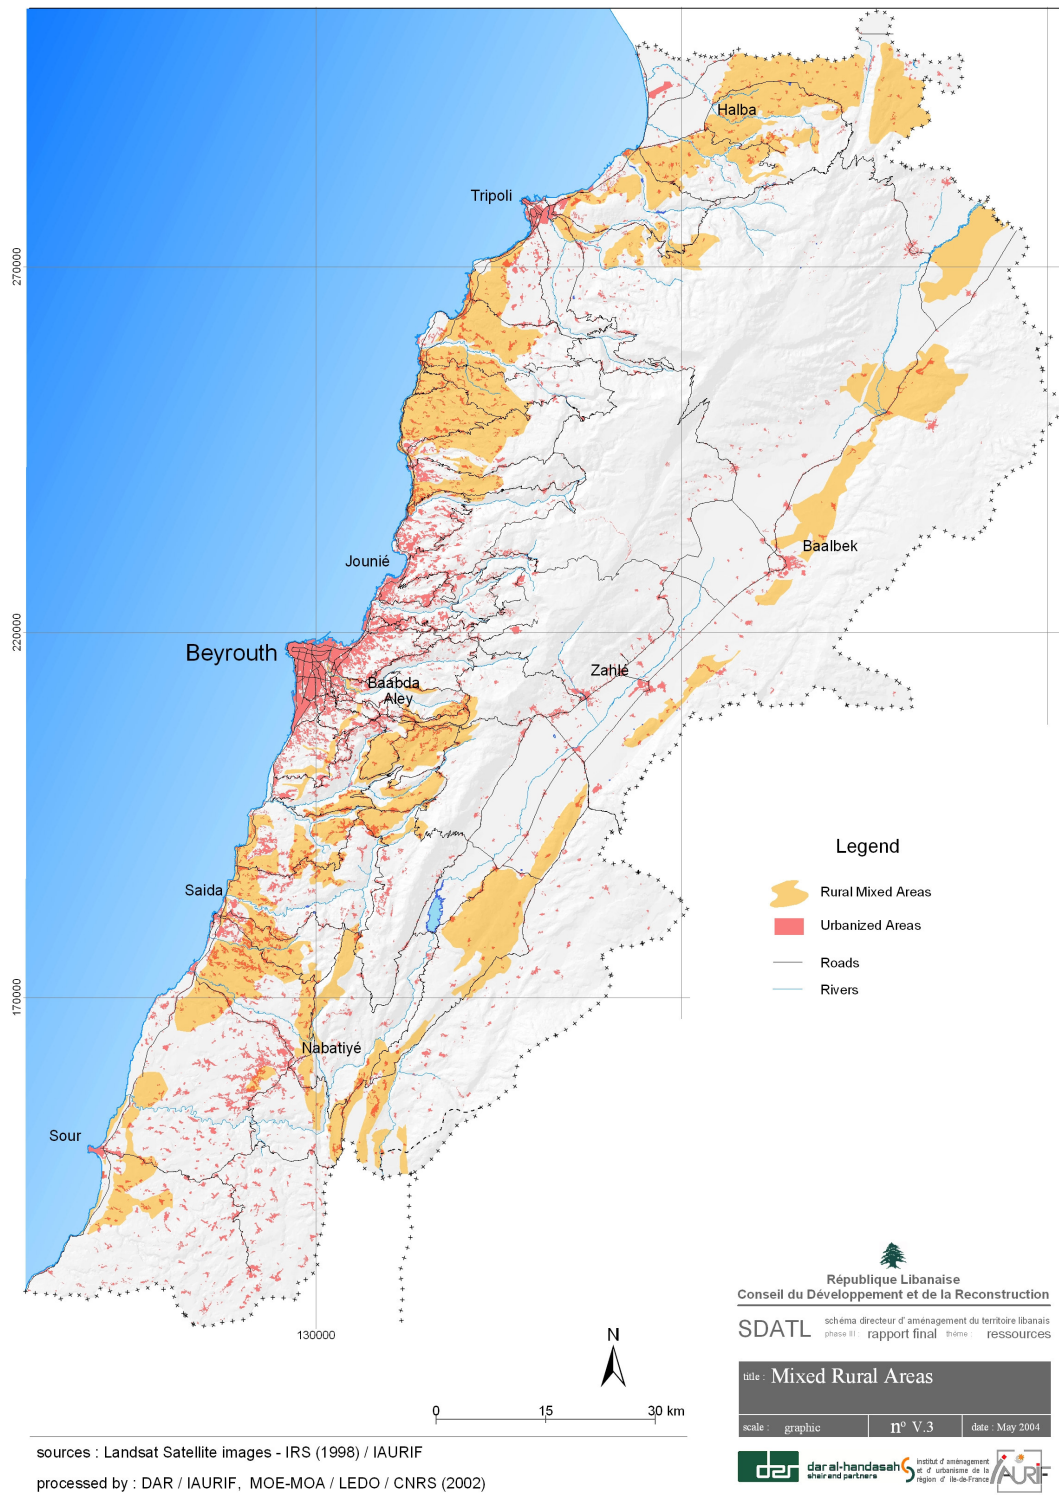 Halba
Tripoli
270000
Baalbek
Jounié
220000
Beyrouth
Zahlé
Baabda
Aley
Legend
Rural Mixed Areas
Urbanized Areas
Roads
Rivers
Saida
170000
Nabatiyé
Sour
130000
N
0 15 30 km
République Libanaise
Conseil du Développement et de la Reconstruction
SDATL schéma directeur d'aménagement du territoire libanais
phase III : rapport final thème : ressources
title : Mixed Rural Areas
scale : graphic nº V.3 date : May 2004
dar dar al-handasah
shair and partners
institut d'aménagement
et d'urbanisme de la
région d'île-de-France
IAURIF
sources : Landsat Satellite images - IRS (1998) / IAURIF
processed by : DAR / IAURIF, MOE-MOA / LEDO / CNRS (2002)